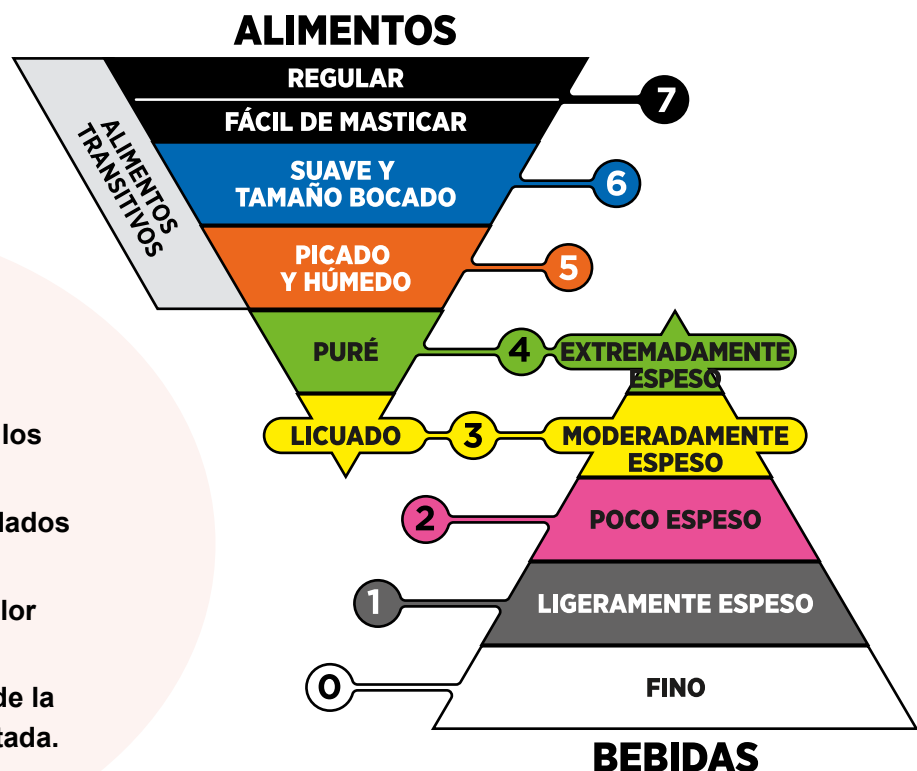 ALIMENTOS
REGULAR
7
FÁCIL DE MASTICAR
ALIMENTOS
TRANSITIVOS
SUAVE Y
TAMAÑO BOCADO
6
PICADO
Y HÚMEDO
5
PURÉ
4
EXTREMADAMENTE
ESPESO
LICUADO
3
MODERADAMENTE
ESPESO
2
POCO ESPESO
1
LIGERAMENTE ESPESO
0
FINO
BEBIDAS
los
lados
lor
de la
tada.